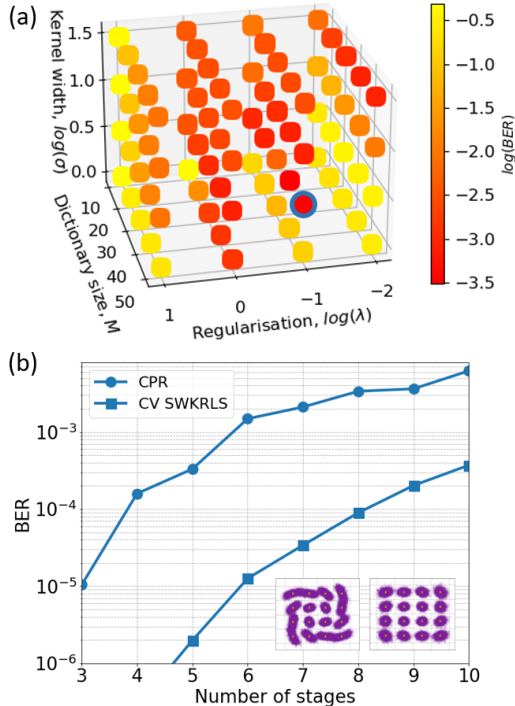 (a)
Kernel width, log(σ)
1.5
1.0
0.5
0.0
Dictionary size, M
10
20
30
40
50
1
0
−1
−2
Regularisation, log(λ)
−0.5
−1.0
−1.5
−2.0
−2.5
−3.0
−3.5
log(BER)
(b)
CPR
CV SWKRLS
BER
10⁻³
10⁻⁴
10⁻⁵
10⁻⁶
3 4 5 6 7 8 9 10
Number of stages